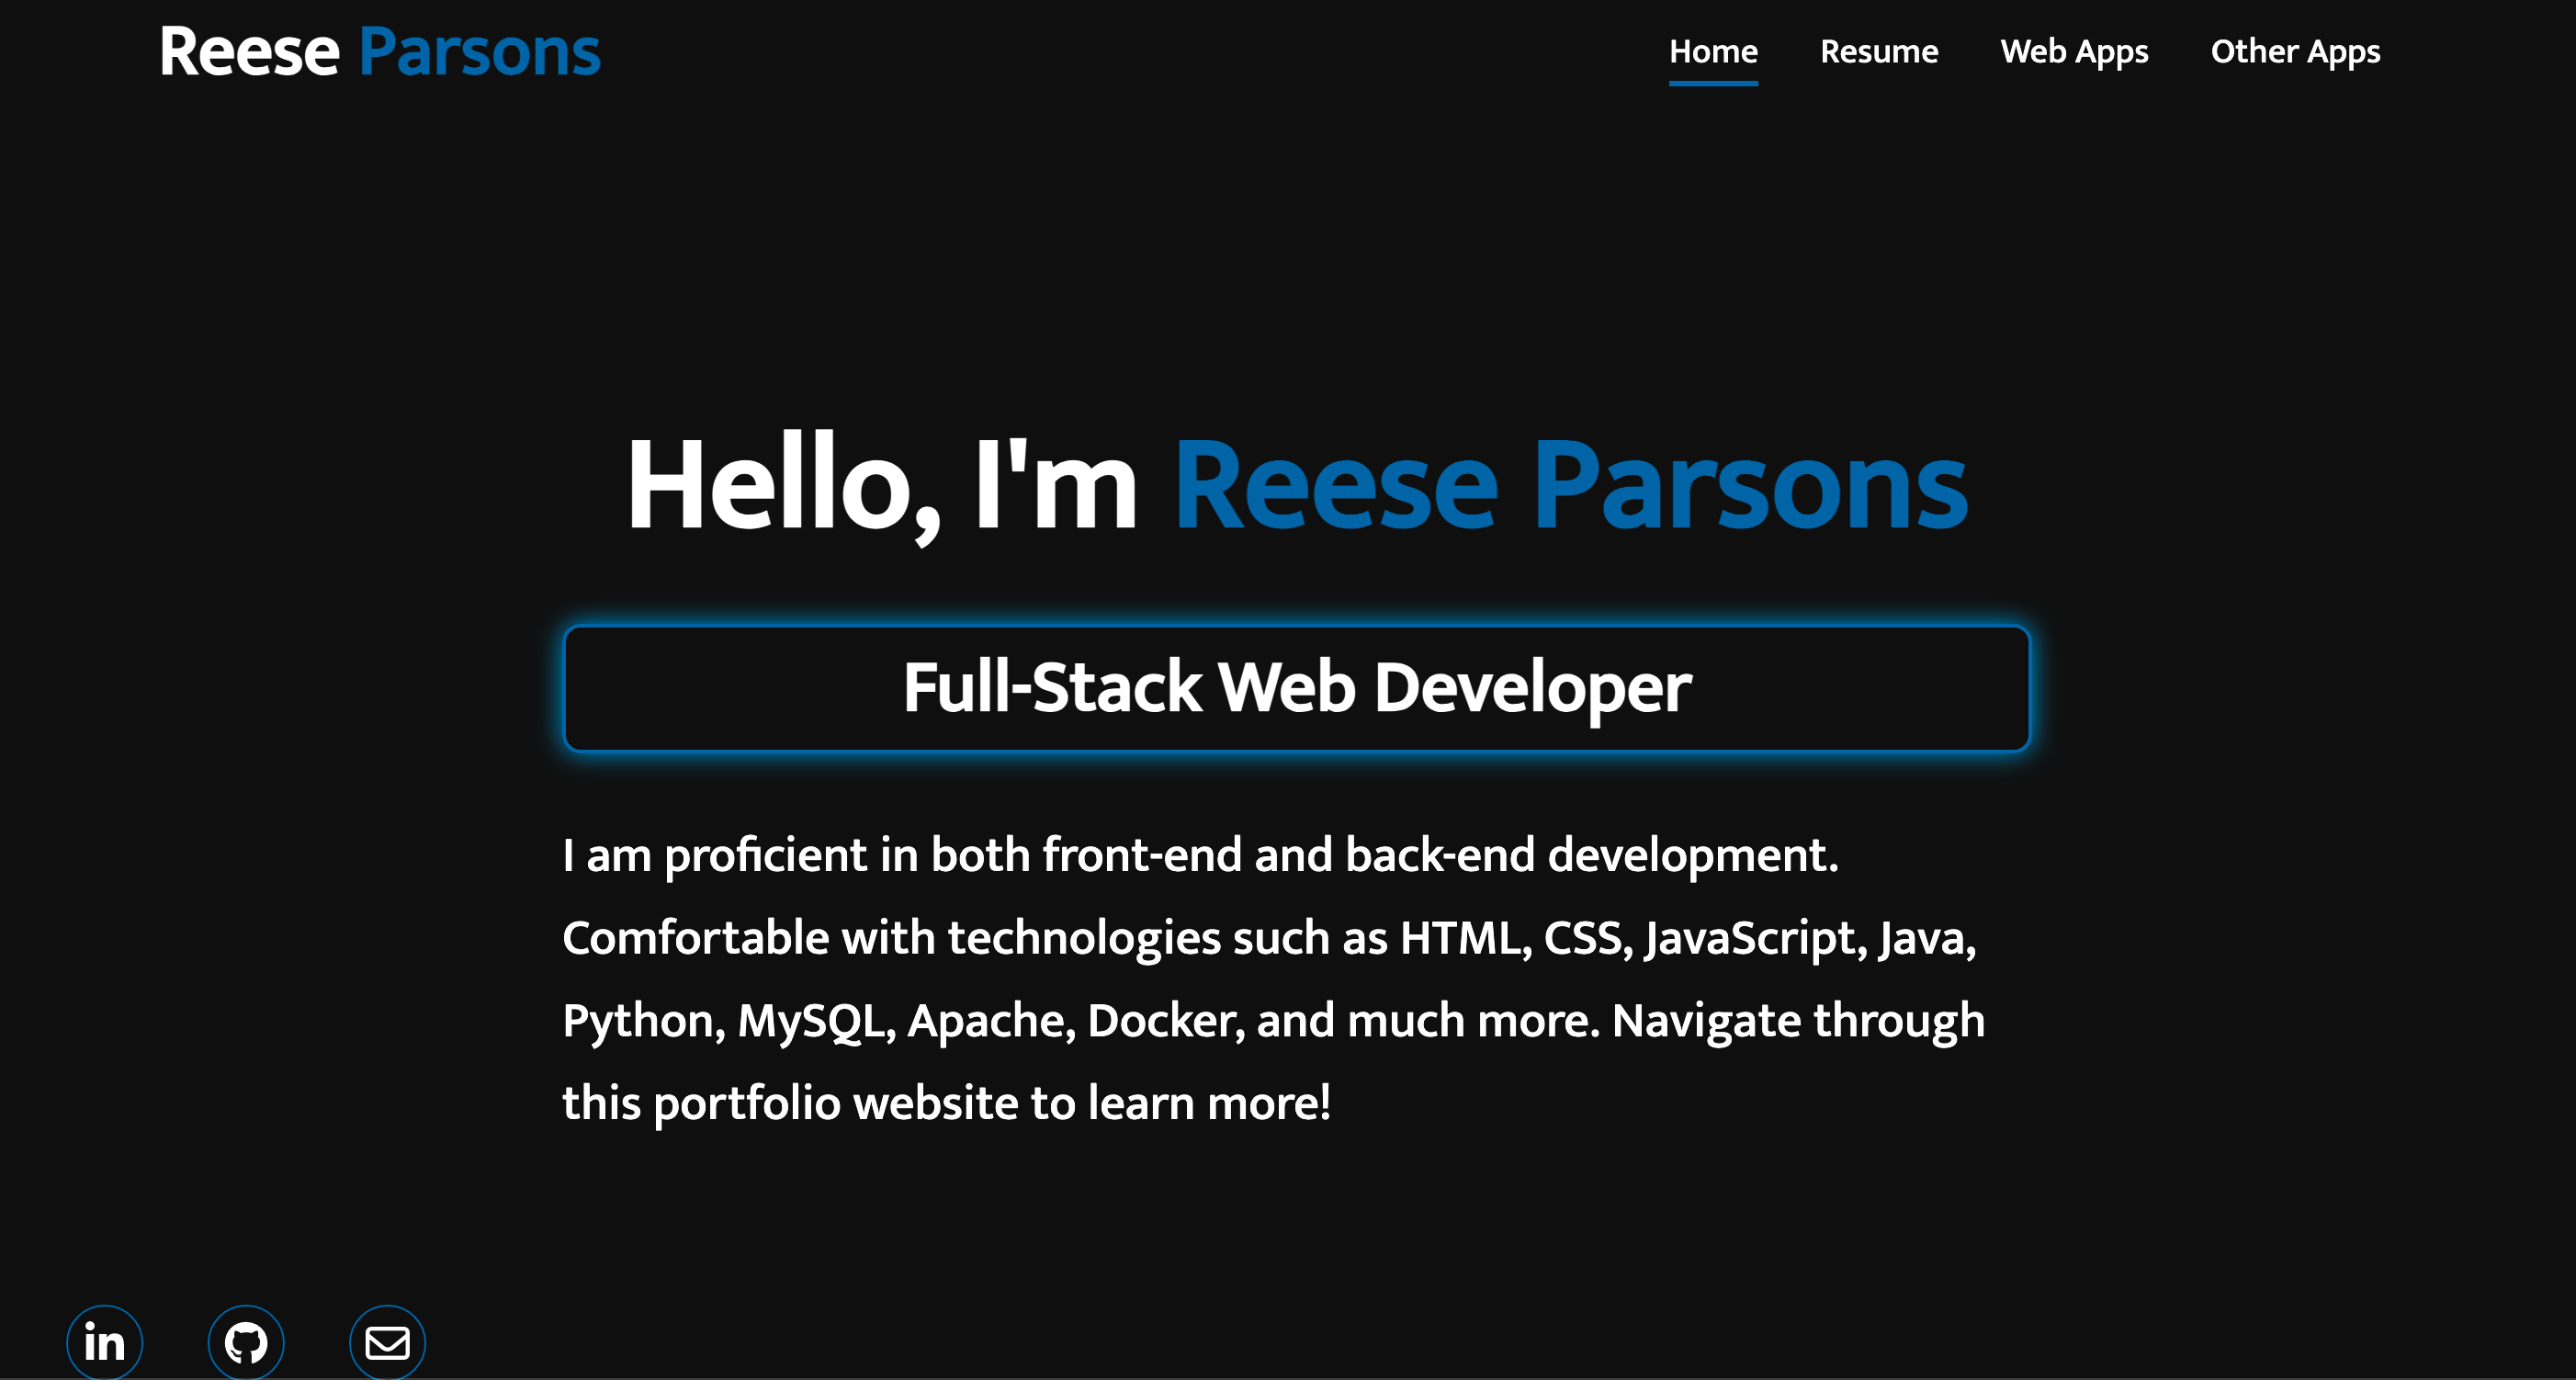 Reese Parsons
Home Resume Web Apps Other Apps
Hello, I'm Reese Parsons
Full-Stack Web Developer
I am proficient in both front-end and back-end development.
Comfortable with technologies such as HTML, CSS, JavaScript, Java,
Python, MySQL, Apache, Docker, and much more. Navigate through
this portfolio website to learn more!
in